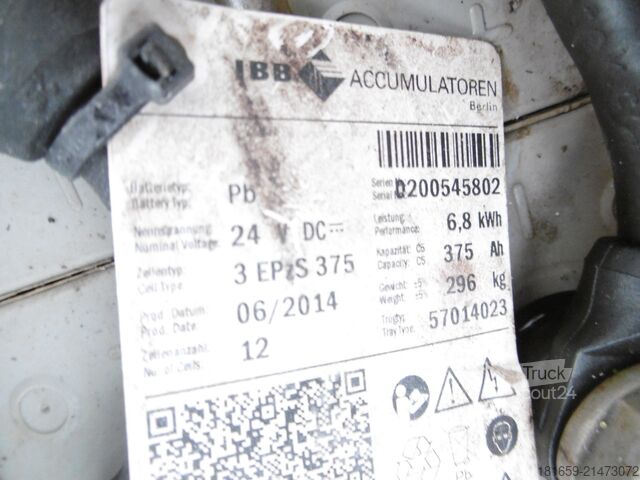 IBB ACCUMULATOREN
Berlin
Serien Nr.
Serial No.
0200545802
Batterietyp:
Battery Typ:
Pb
Leistung:
Performance:
6,8 kWh
Nennspannung:
Nominal Voltage:
24 V DC
Kapazität: C5
Capacity: C5
375 Ah
Zellentyp:
Cell Type
3 EPzS 375
Gewicht: ±5%
Weight: ±5%
296 kg
Prod. Datum:
Prod. Date:
06/2014
Trogtyp:
Tray Type:
57014023
Zellenanzahl:
No. of Cells:
12
Pb
Truck
Scout24
181659-21473072